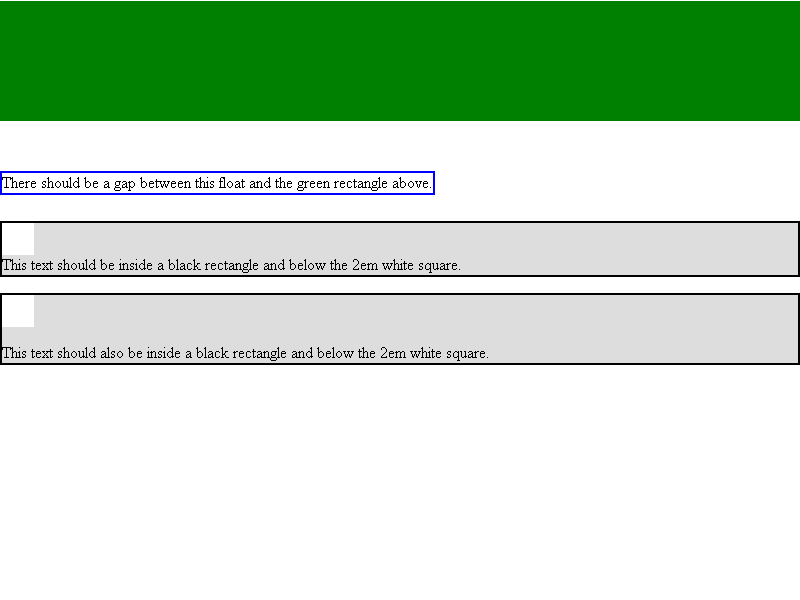 There should be a gap between this float and the green rectangle above.
This text should be inside a black rectangle and below the 2em white square.
This text should also be inside a black rectangle and below the 2em white square.